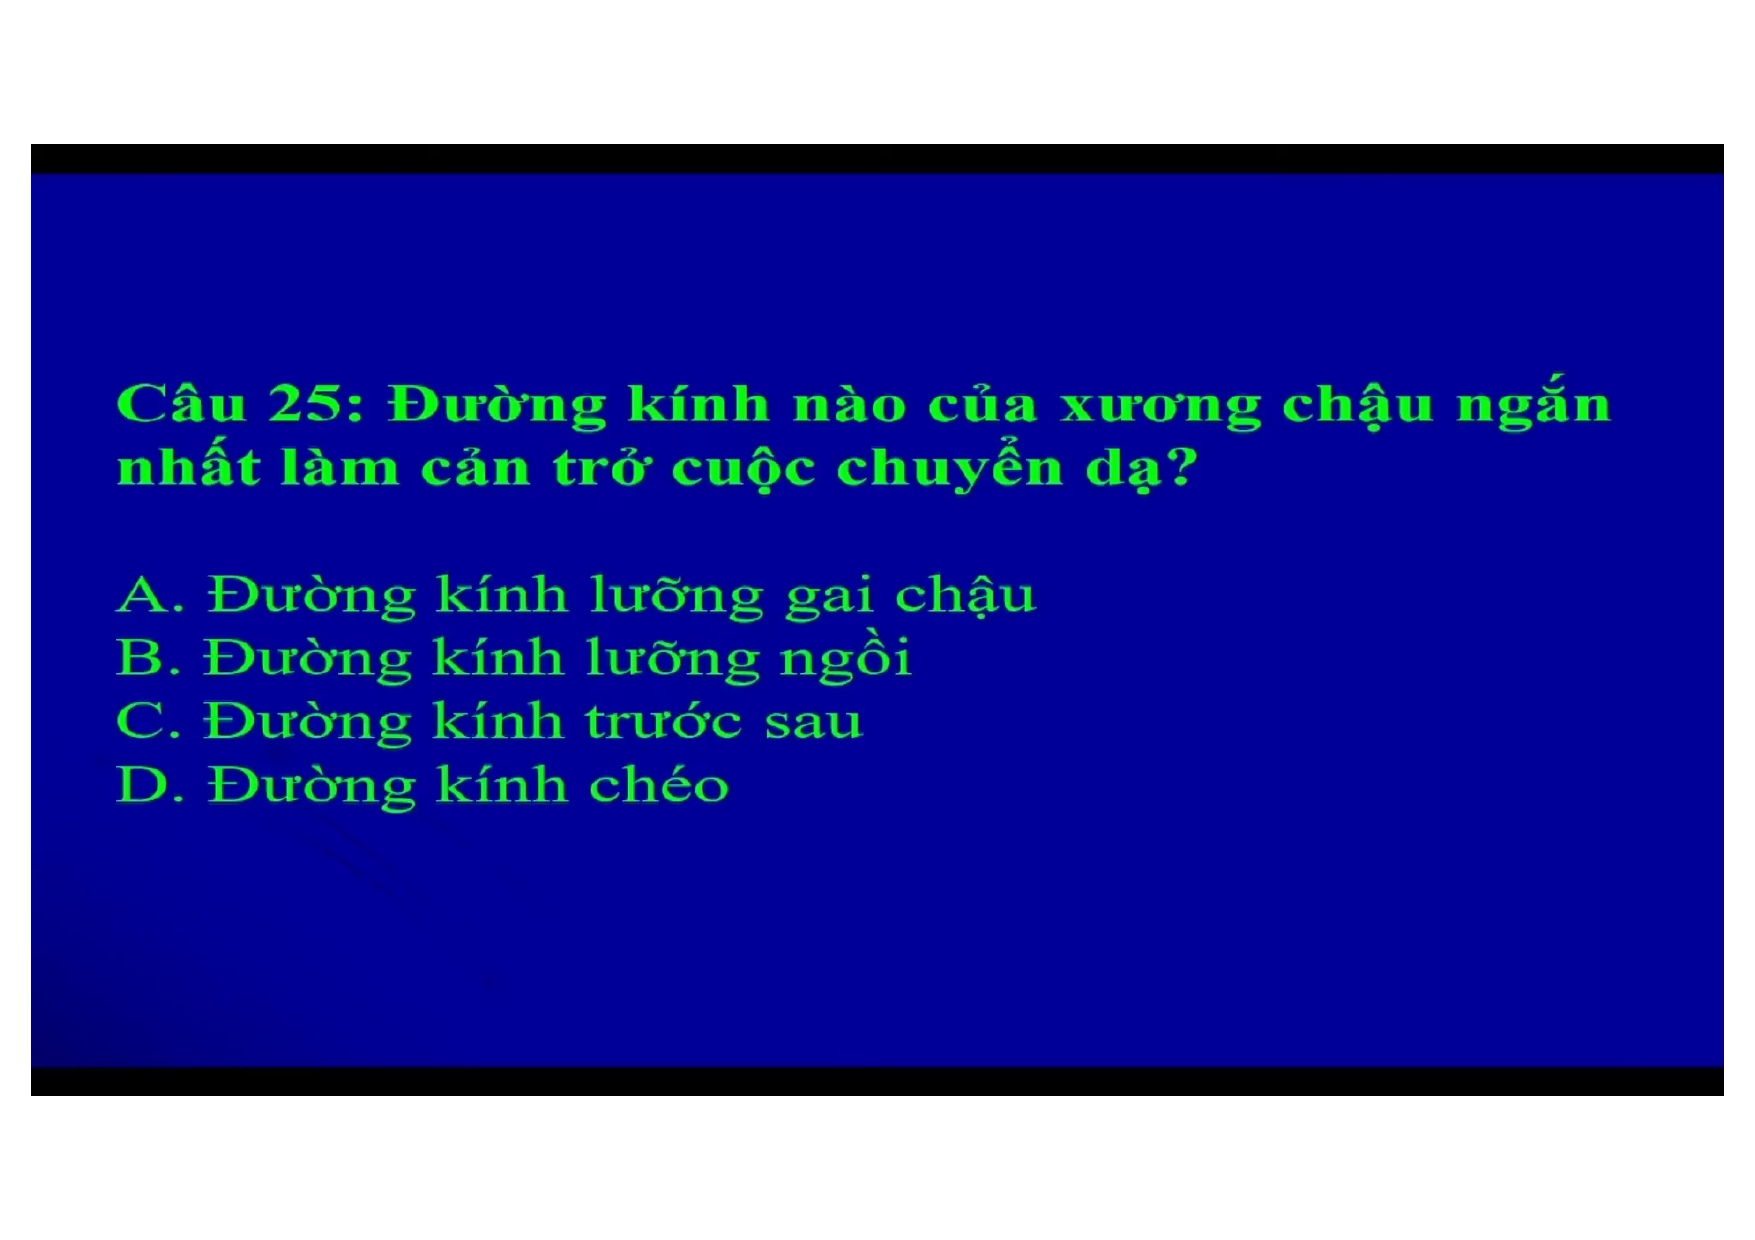 Câu 25: Đường kính nào của xương chậu ngắn
nhất làm cản trở cuộc chuyển dạ?
A. Đường kính lưỡng gai chậu
B. Đường kính lưỡng ngồi
C. Đường kính trước sau
D. Đường kính chéo